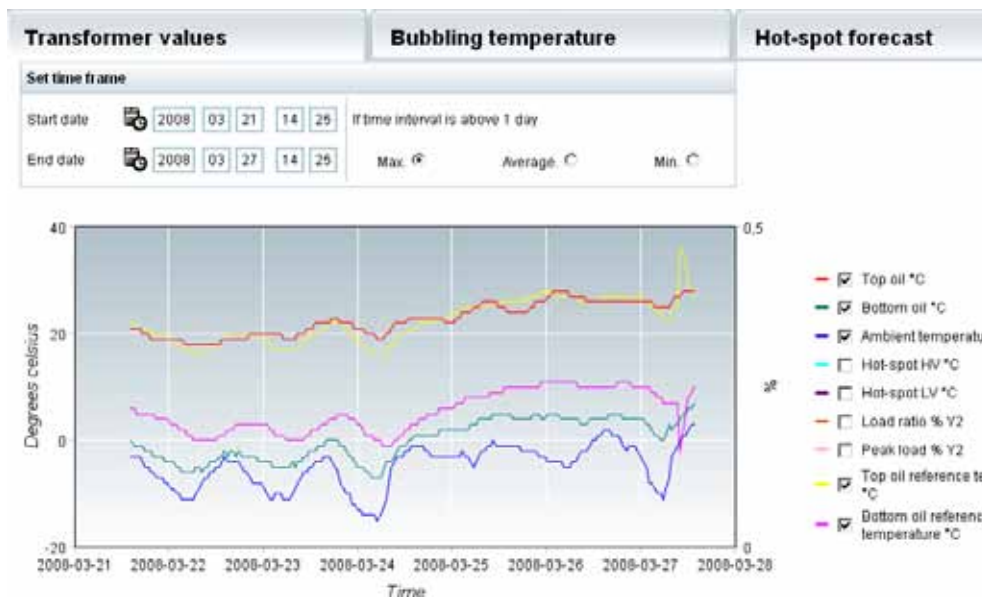 Transformer values
Bubbling temperature
Hot-spot forecast
Set time frame
Start date 2008 03 21 14 25 If time interval is above 1 day
End date 2008 03 27 14 25 Max. Average. Min.
40
20
0
-20
Degrees celsius
0,5
0
%
2008-03-21 2008-03-22 2008-03-23 2008-03-24 2008-03-25 2008-03-26 2008-03-27 2008-03-28
Time
Top oil °C
Bottom oil °C
Ambient temperatu
Hot-spot HV °C
Hot-spot LV °C
Load ratio % Y2
Peak load % Y2
Top oil reference te
°C
Bottom oil referenc
temperature °C